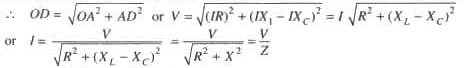 ∴ OD = √(OA² + AD²) or V = √((IR)² + (IX₁ − IX_C)²) = I √(R² + (X_L − X_C)²)
or I = V / √(R² + (X_L − X_C)²) = V / √(R² + X²) = V / Z